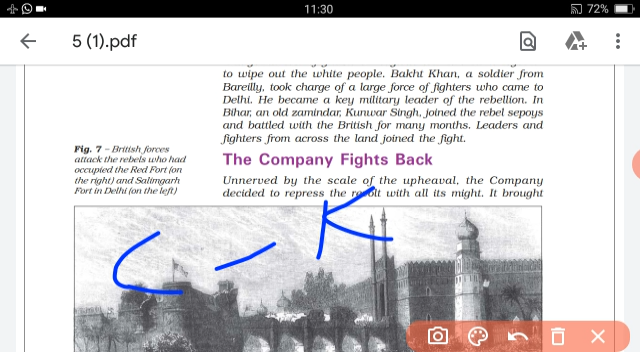 11:30
72%
5 (1).pdf
to wipe out the white people. Bakht Khan, a soldier from
Bareilly, took charge of a large force of fighters who came to
Delhi. He became a key military leader of the rebellion. In
Bihar, an old zamindar, Kunwar Singh, joined the rebel sepoys
and battled with the British for many months. Leaders and
fighters from across the land joined the fight.
Fig. 7 – British forces
attack the rebels who had
occupied the Red Fort (on
the right) and Salimgarh
Fort in Delhi (on the left)
The Company Fights Back
Unnerved by the scale of the upheaval, the Company
decided to repress the revolt with all its might. It brought
C - K